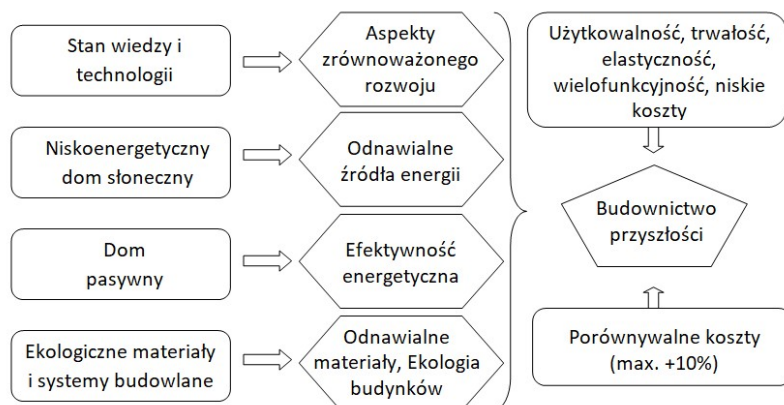 Stan wiedzy i
technologii
Aspekty
zrównoważonego
rozwoju
Użytkowalność, trwałość,
elastyczność,
wielofunkcyjność, niskie
koszty
Niskoenergetyczny
dom słoneczny
Odnawialne
źródła energii
Budownictwo
przyszłości
Dom
pasywny
Efektywność
energetyczna
Ekologiczne materiały
i systemy budowlane
Odnawialne
materiały, Ekologia
budynków
Porównywalne koszty
(max. +10%)